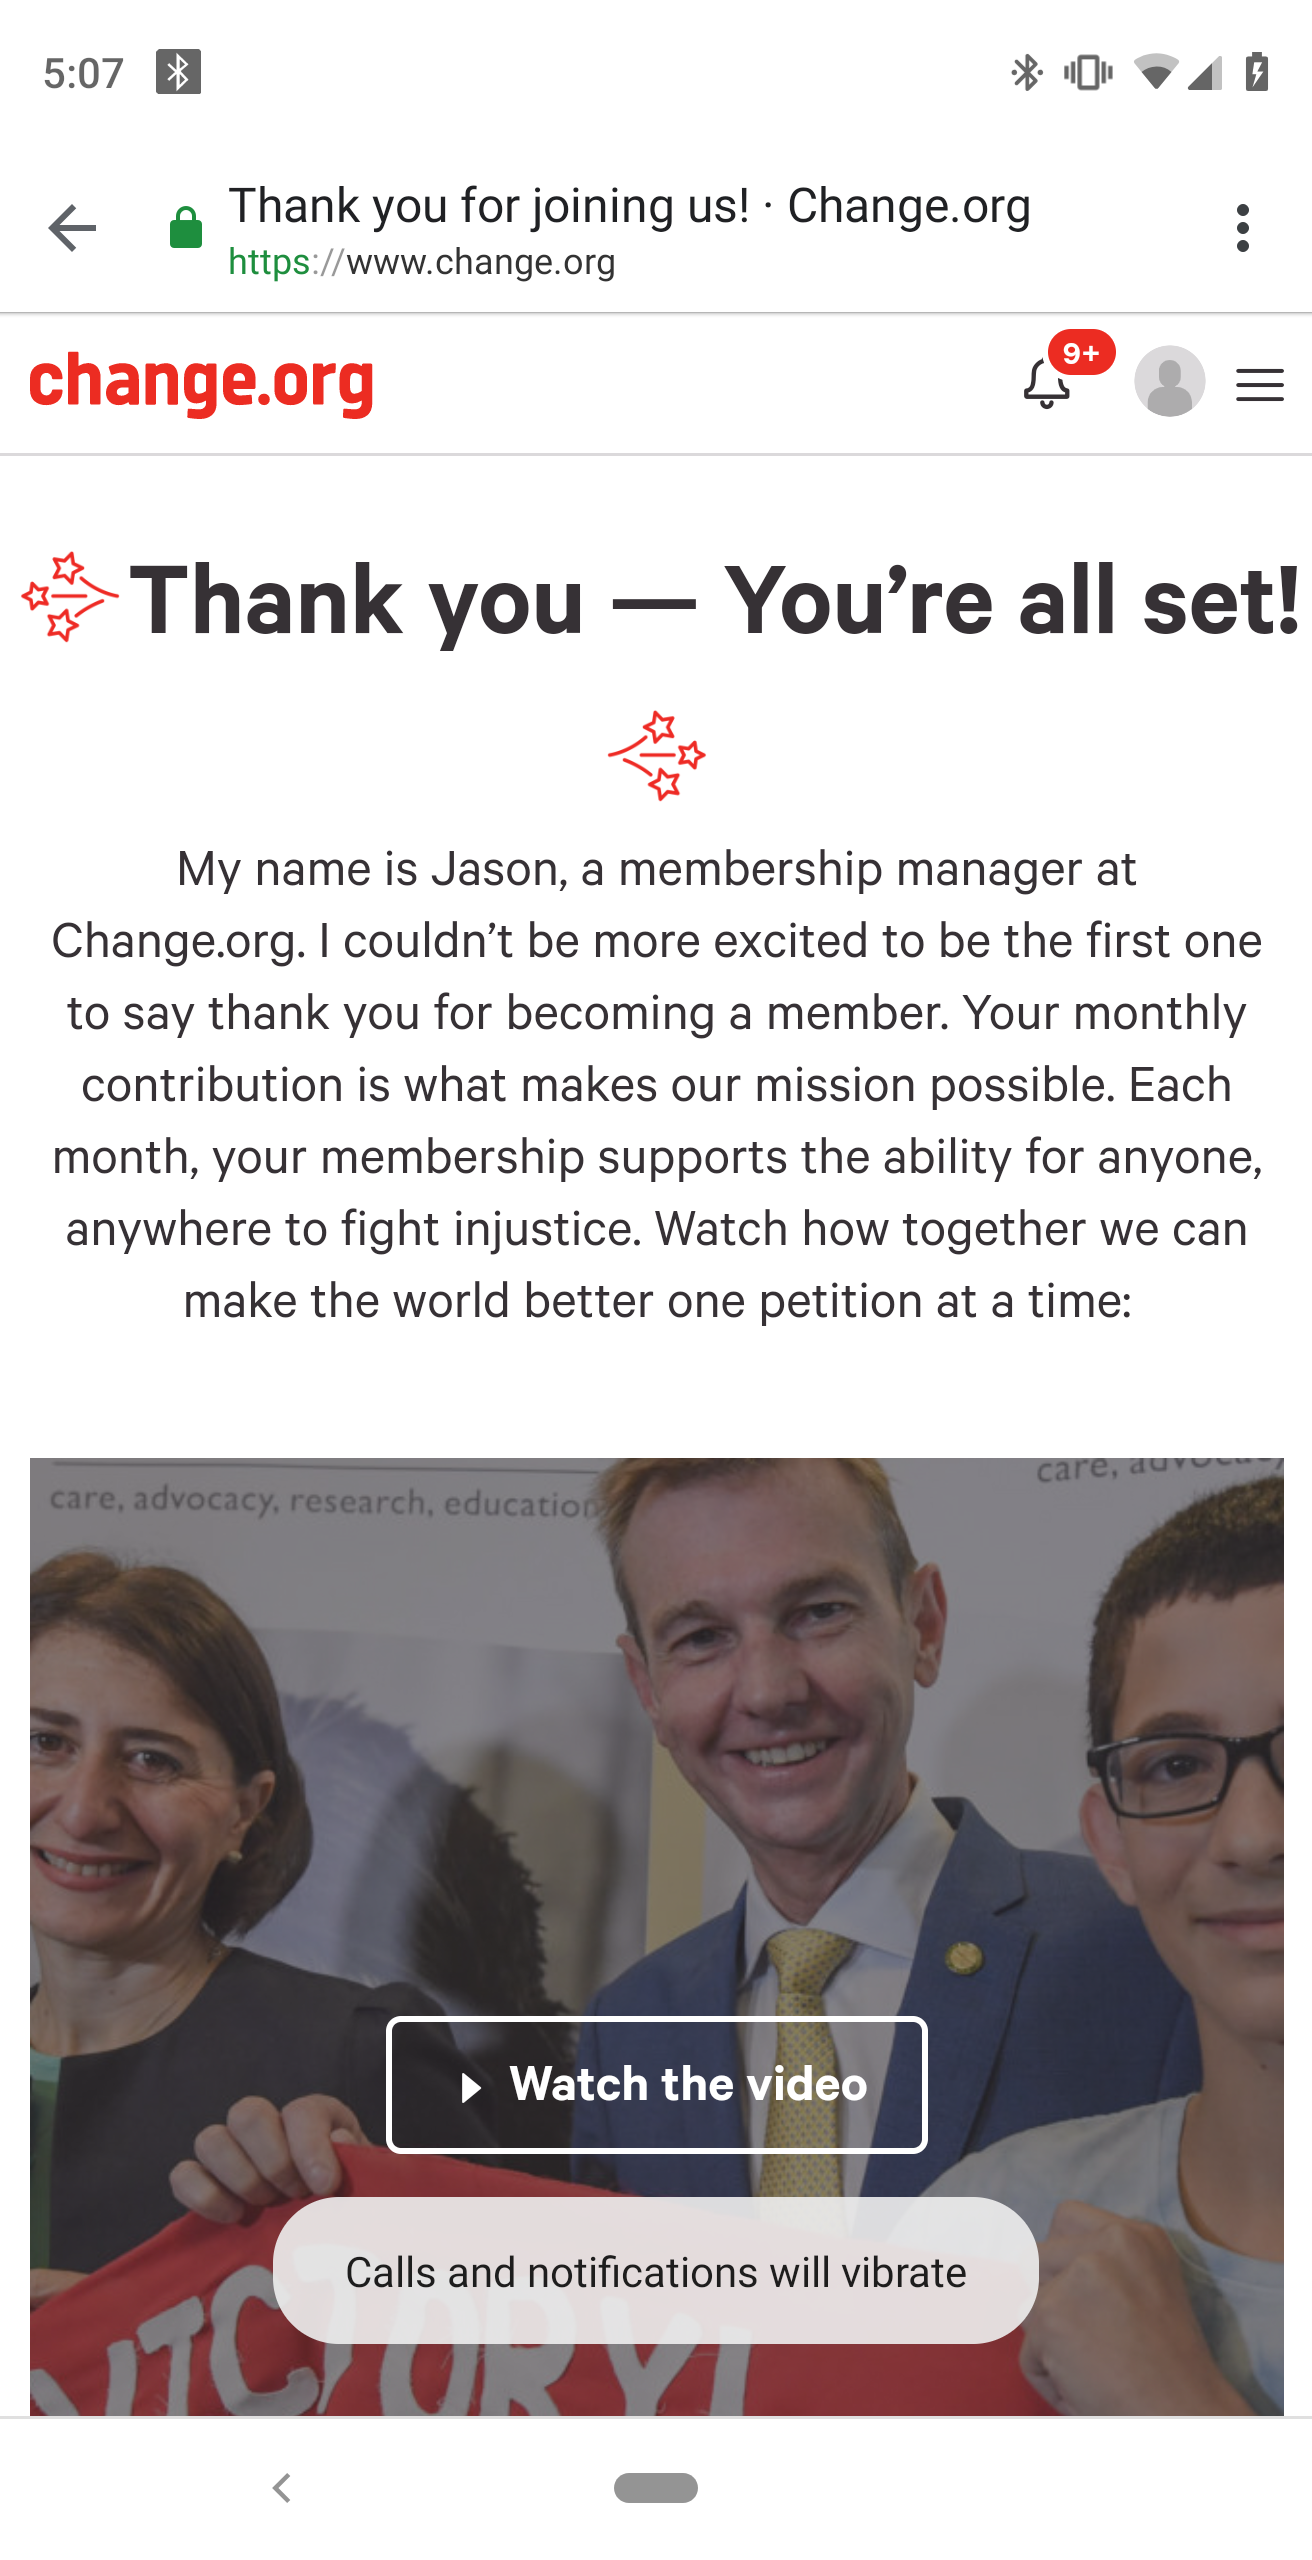 5:07
Thank you for joining us! · Change.org
https://www.change.org
change.org
9+
Thank you — You’re all set!
My name is Jason, a membership manager at
Change.org. I couldn’t be more excited to be the first one
to say thank you for becoming a member. Your monthly
contribution is what makes our mission possible. Each
month, your membership supports the ability for anyone,
anywhere to fight injustice. Watch how together we can
make the world better one petition at a time:
care, advocacy, research, education
care, advocacy
Watch the video
Calls and notifications will vibrate
VICTORY!